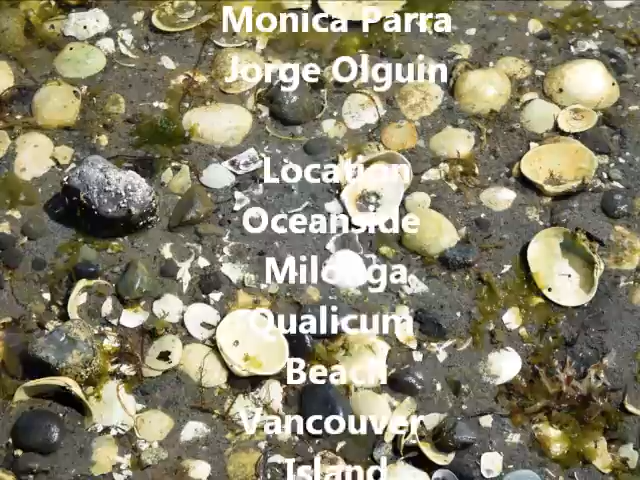 Monica Parra
Jorge Olguin
Location
Oceanside
Milonga
Qualicum
Beach
Vancouver
Island